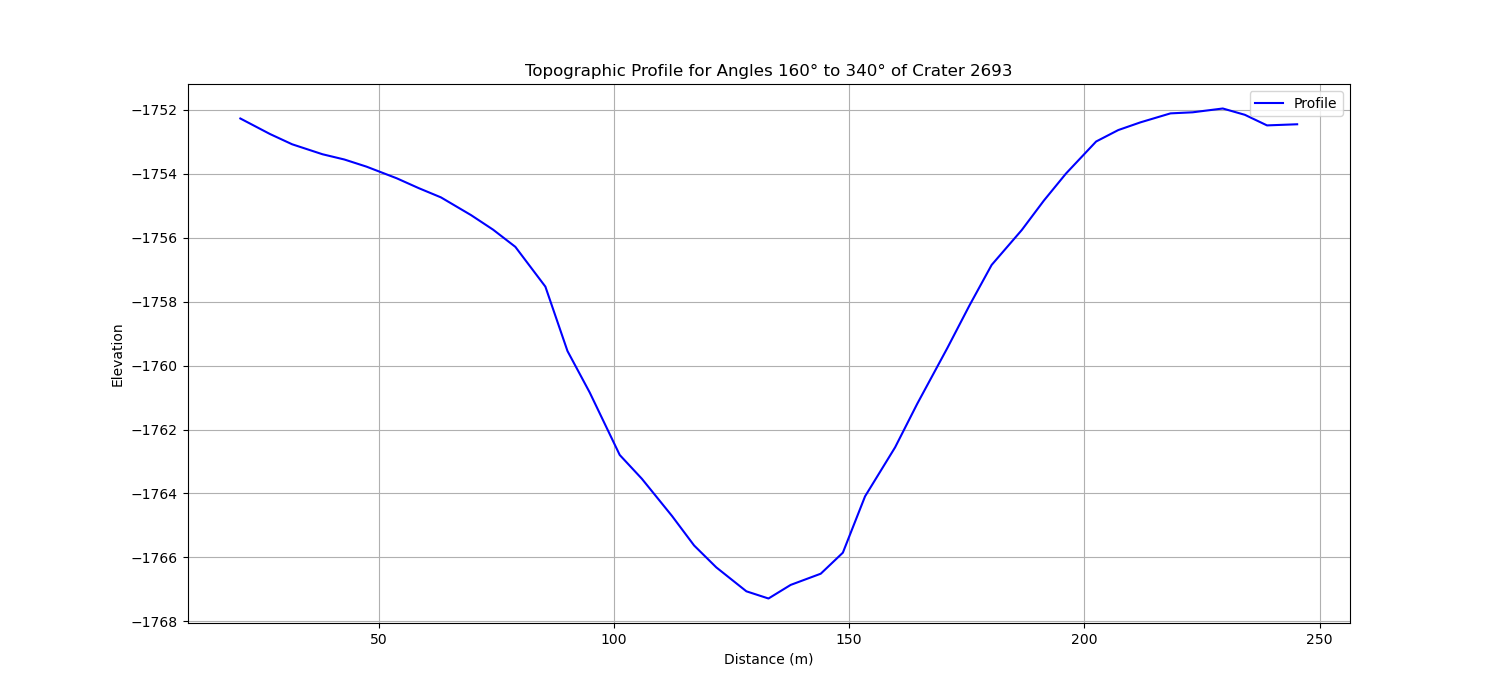 Topographic Profile for Angles 160° to 340° of Crater 2693
Profile
Elevation
−1752
−1754
−1756
−1758
−1760
−1762
−1764
−1766
−1768
50 100 150 200 250
Distance (m)